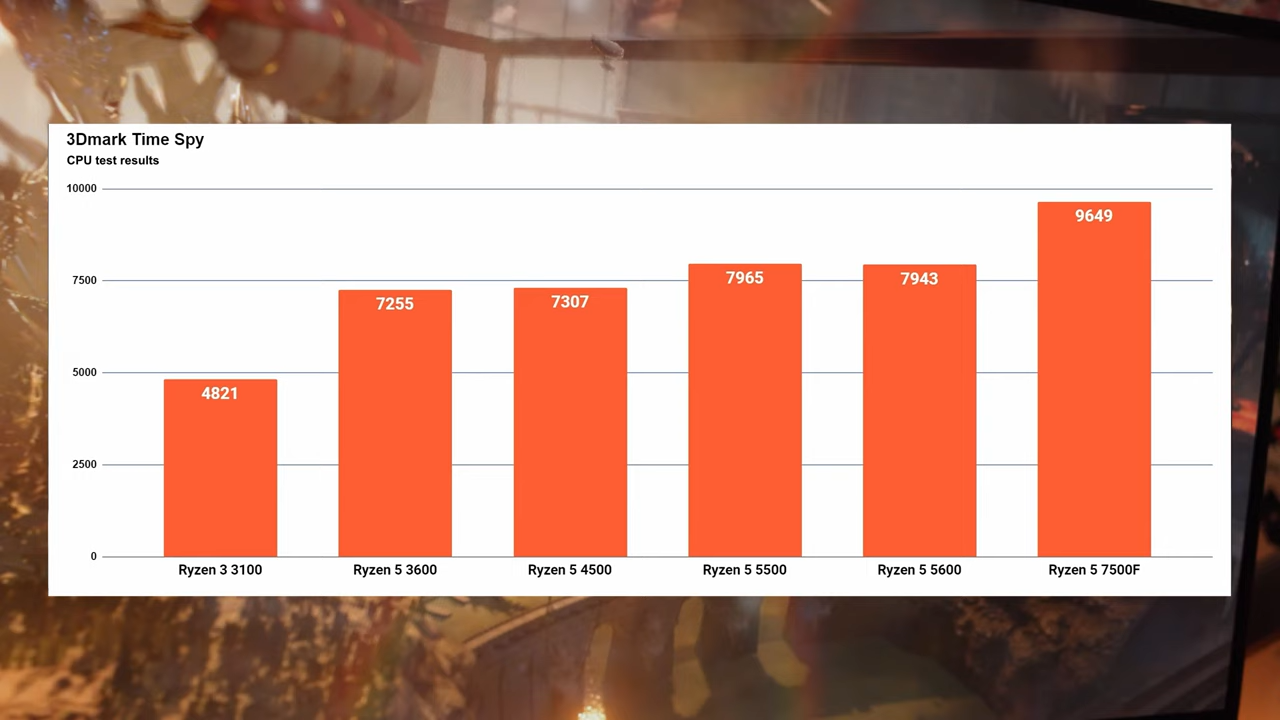 3Dmark Time Spy
CPU test results
10000
7500
5000
2500
0
4821
7255
7307
7965
7943
9649
Ryzen 3 3100
Ryzen 5 3600
Ryzen 5 4500
Ryzen 5 5500
Ryzen 5 5600
Ryzen 5 7500F